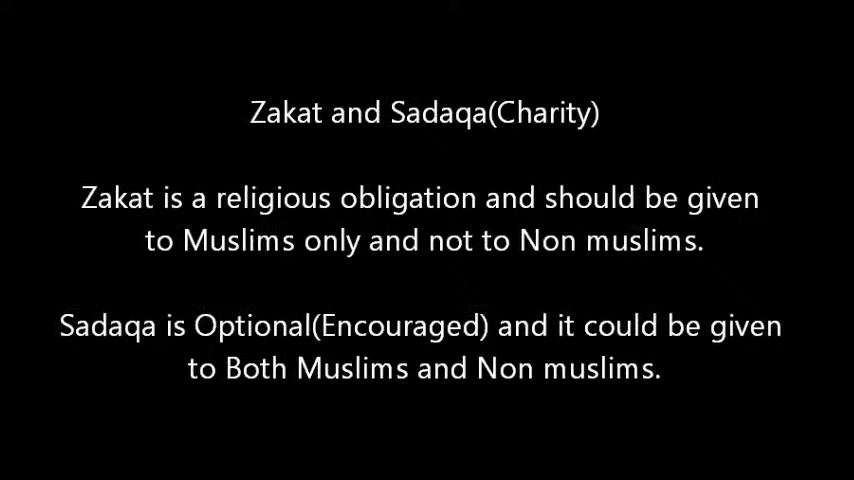 Zakat and Sadaqa(Charity)
Zakat is a religious obligation and should be given
to Muslims only and not to Non muslims.
Sadaqa is Optional(Encouraged) and it could be given
to Both Muslims and Non muslims.